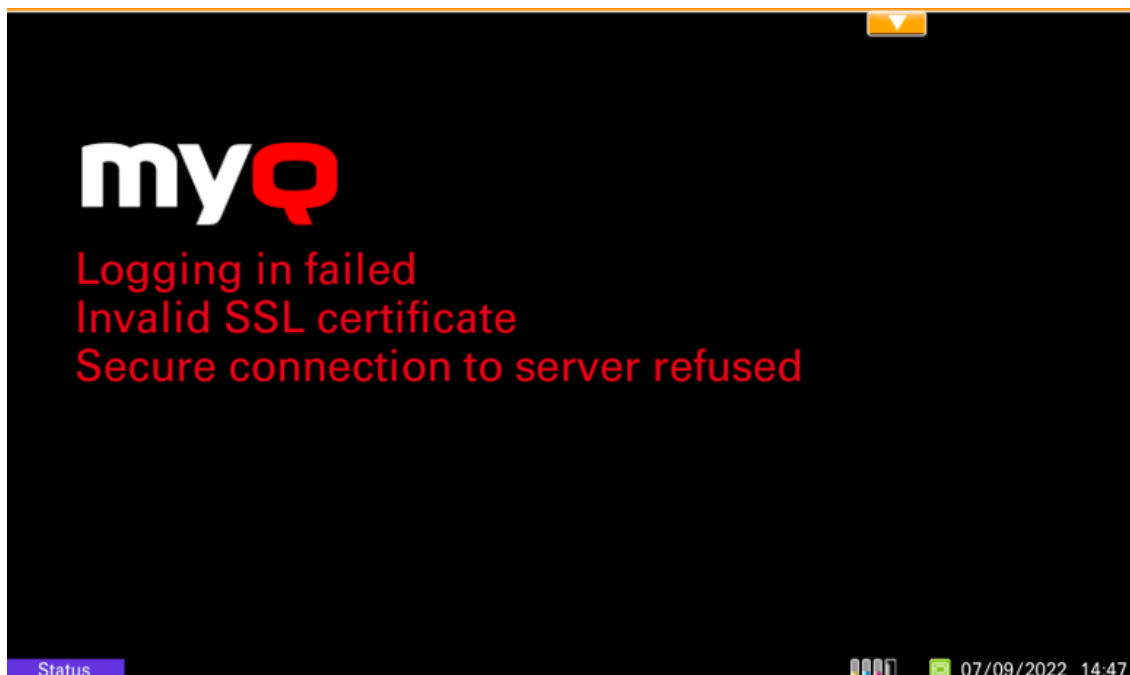 myQ
Logging in failed
Invalid SSL certificate
Secure connection to server refused
Status
07/09/2022 14:47